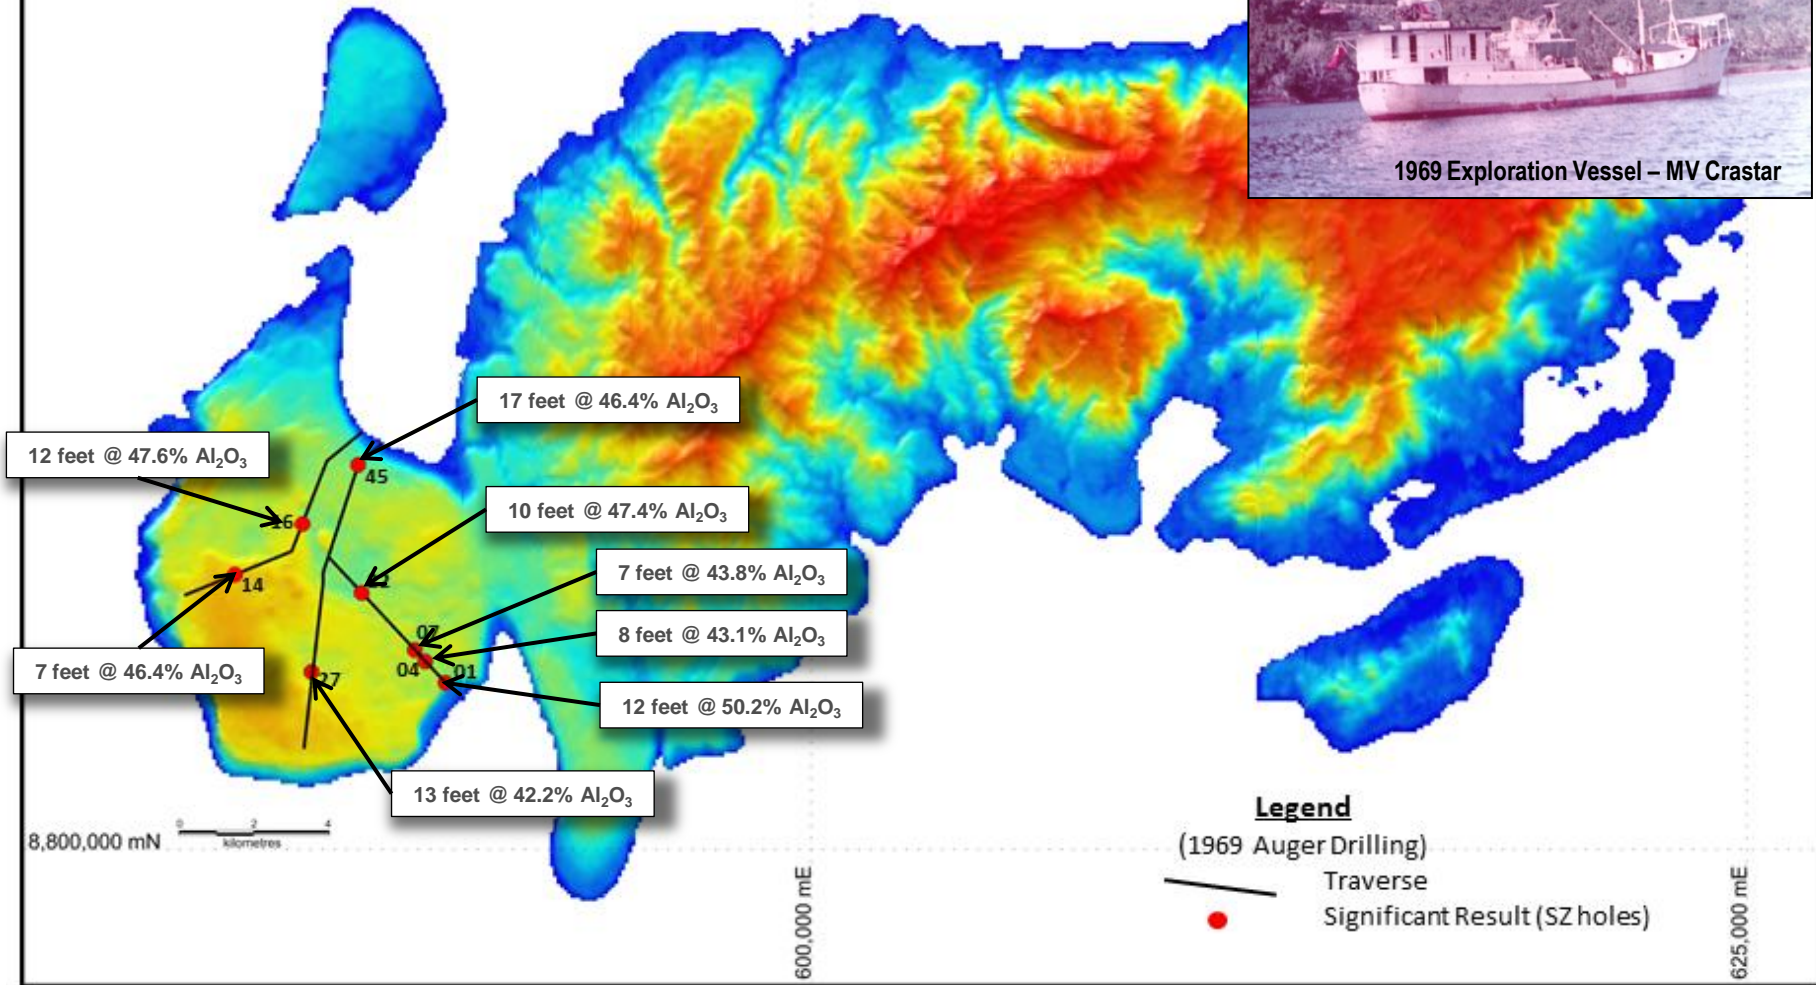 1969 Exploration Vessel – MV Crastar
17 feet @ 46.4% Al₂O₃
12 feet @ 47.6% Al₂O₃
45
10 feet @ 47.4% Al₂O₃
16
7 feet @ 43.8% Al₂O₃
14
07
8 feet @ 43.1% Al₂O₃
04
01
7 feet @ 46.4% Al₂O₃
27
12 feet @ 50.2% Al₂O₃
13 feet @ 42.2% Al₂O₃
0 2 4
kilometres
8,800,000 mN
Legend
(1969 Auger Drilling)
Traverse
Significant Result (SZ holes)
600,000 mE
625,000 mE